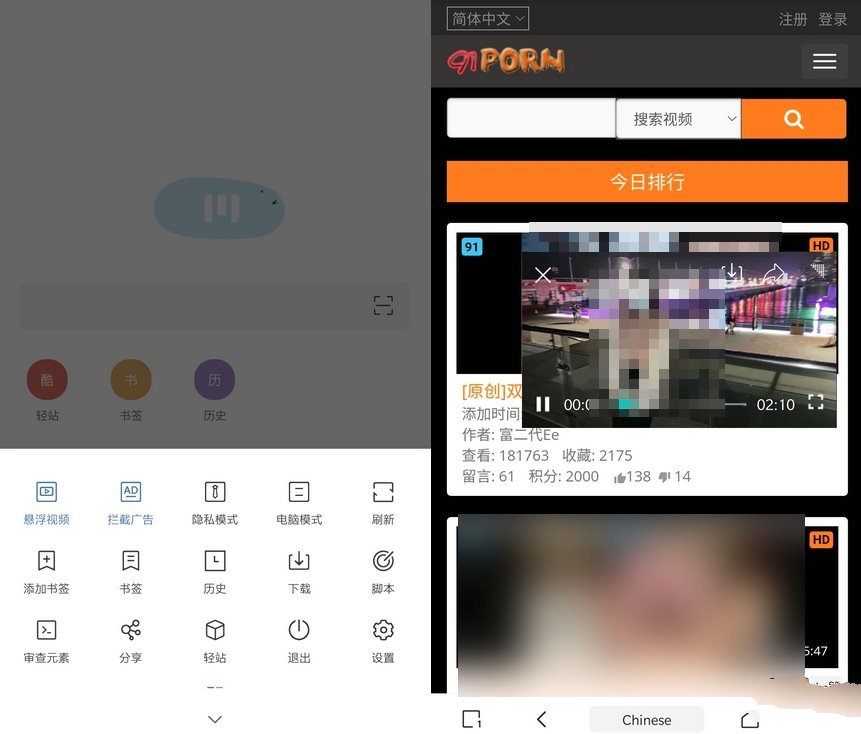 酷
书
历
轻站
书签
历史
悬浮视频
拦截广告
隐私模式
电脑模式
刷新
添加书签
书签
历史
下载
脚本
审查元素
分享
轻站
退出
设置
AD
简体中文
注册 登录
91PORN
搜索视频
今日排行
91
HD
00:0
02:10
[原创]双
添加时间:
作者: 富二代Ee
查看: 181763 收藏: 2175
留言: 61 积分: 2000 138 14
HD
5:47
1
Chinese